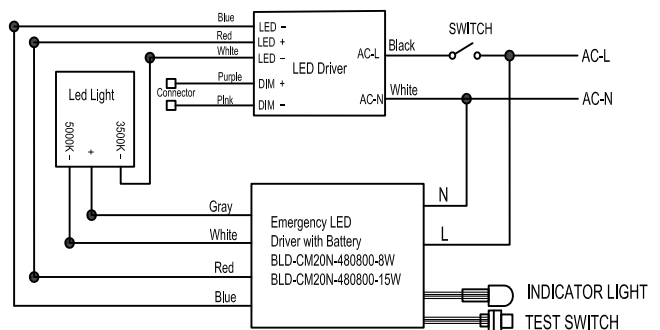 Blue
LED −
Red
LED +
White
LED −
LED Driver
Purple
DIM +
Connector
Pink
DIM −
AC-L
Black
SWITCH
AC-L
AC-N
White
AC-N
Led Light
5000K −
+
3500K −
N
L
Gray
White
Red
Blue
Emergency LED
Driver with Battery
BLD-CM20N-480800-8W
BLD-CM20N-480800-15W
INDICATOR LIGHT
TEST SWITCH